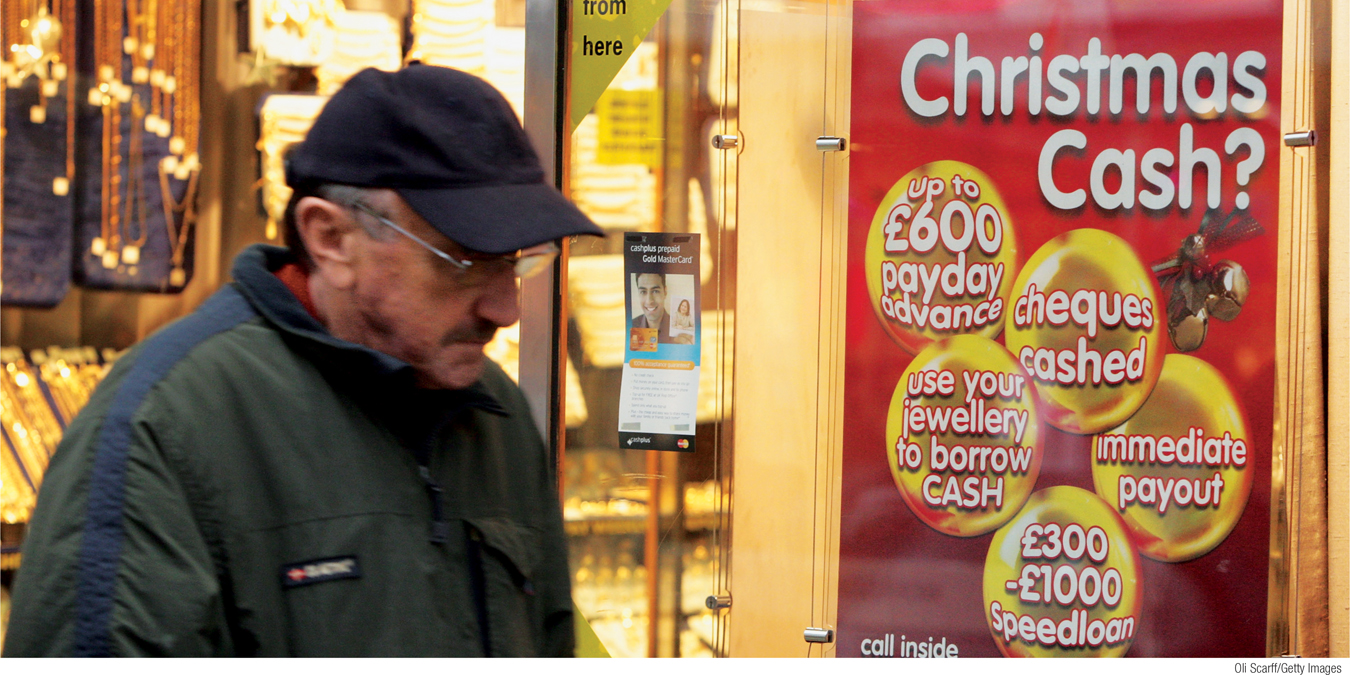 from
here
cashplus prepaid
Gold MasterCard
cashplus
Christmas
Cash?
up to
£600
payday
advance
cheques
cashed
use your
jewellery
to borrow
CASH
immediate
payout
£300
-£1000
Speedloan
call inside
Oli Scarff/Getty Images